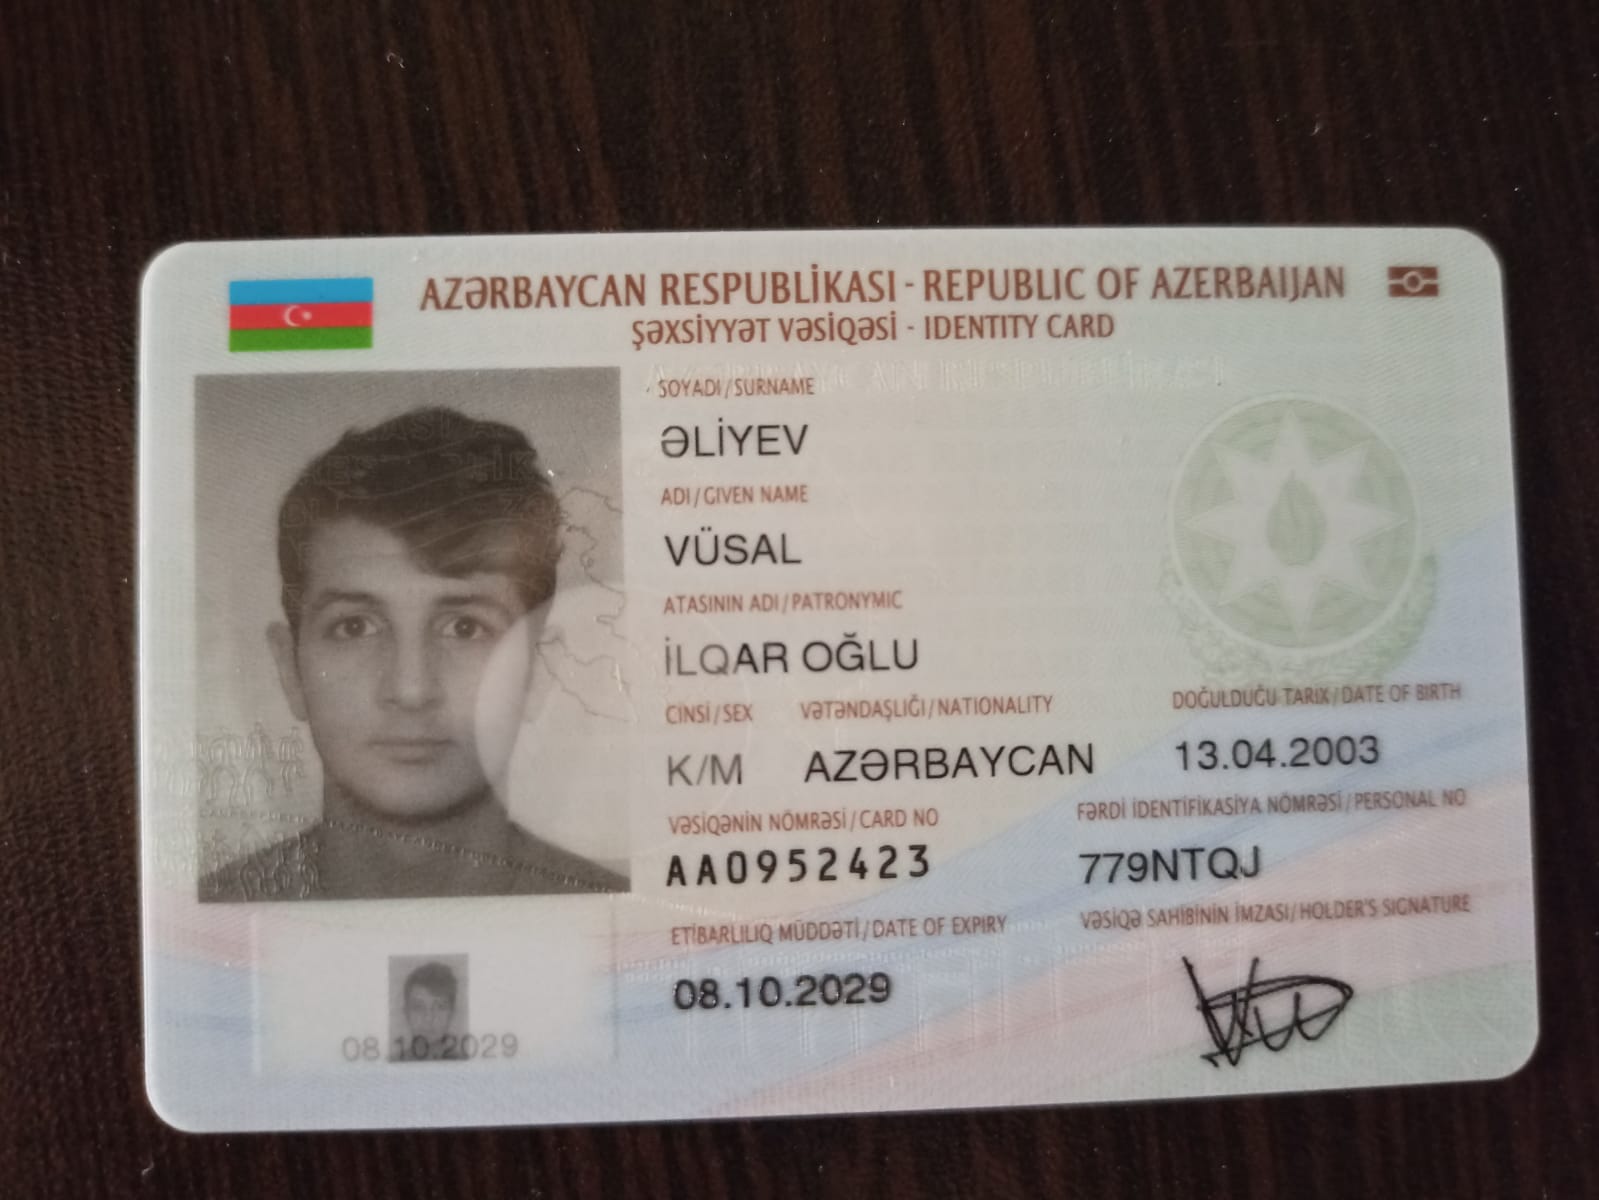 AZƏRBAYCAN RESPUBLİKASI - REPUBLIC OF AZERBAIJAN
ŞƏXSİYYƏT VƏSİQƏSİ - IDENTITY CARD
SOYADI/SURNAME
ƏLİYEV
ADI/GIVEN NAME
VÜSAL
ATASININ ADI/PATRONYMIC
İLQAR OĞLU
CİNSİ/SEX VƏTƏNDAŞLIĞI/NATIONALITY DOĞULDUĞU TARİX/DATE OF BIRTH
K/M AZƏRBAYCAN 13.04.2003
VƏSİQƏNİN NÖMRƏSİ/CARD NO FƏRDİ İDENTİFİKASİYA NÖMRƏSİ/PERSONAL NO
AA0952423 779NTQJ
ETİBARLILIQ MÜDDƏTİ/DATE OF EXPIRY VƏSİQƏ SAHİBİNİN İMZASI/HOLDER'S SIGNATURE
08.10.2029
08.10.2029